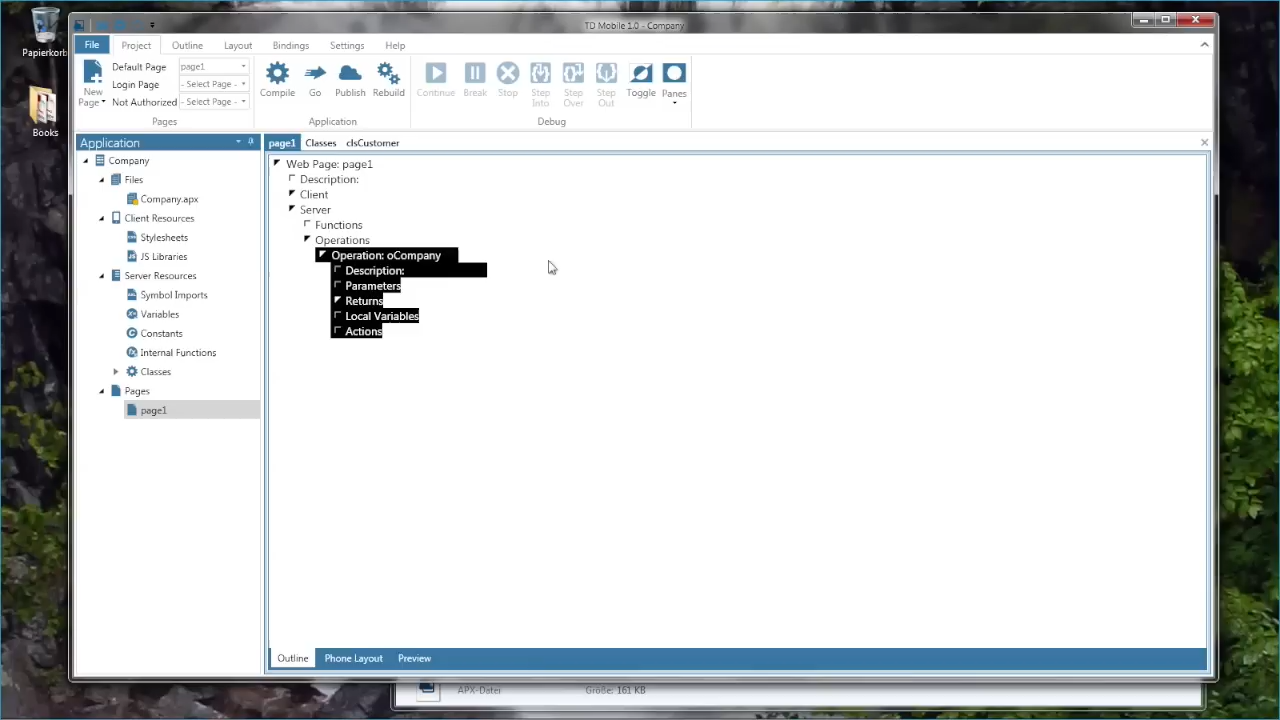 Papierkorb
Books
TD Mobile 1.0 - Company
File Project Outline Layout Bindings Settings Help
New Page
Default Page page1
Login Page - Select Page -
Not Authorized - Select Page -
Pages
Compile Go Publish Rebuild
Application
Continue Break Stop Step Into Step Over Step Out Toggle Panes
Debug
Application
Company
Files
Company.apx
Client Resources
Stylesheets
JS Libraries
Server Resources
Symbol Imports
Variables
Constants
Internal Functions
Classes
Pages
page1
page1 Classes clsCustomer
Web Page: page1
Description:
Client
Server
Functions
Operations
Operation: oCompany
Description:
Parameters
Returns
Local Variables
Actions
Outline Phone Layout Preview
APX-Datei Größe: 161 KB